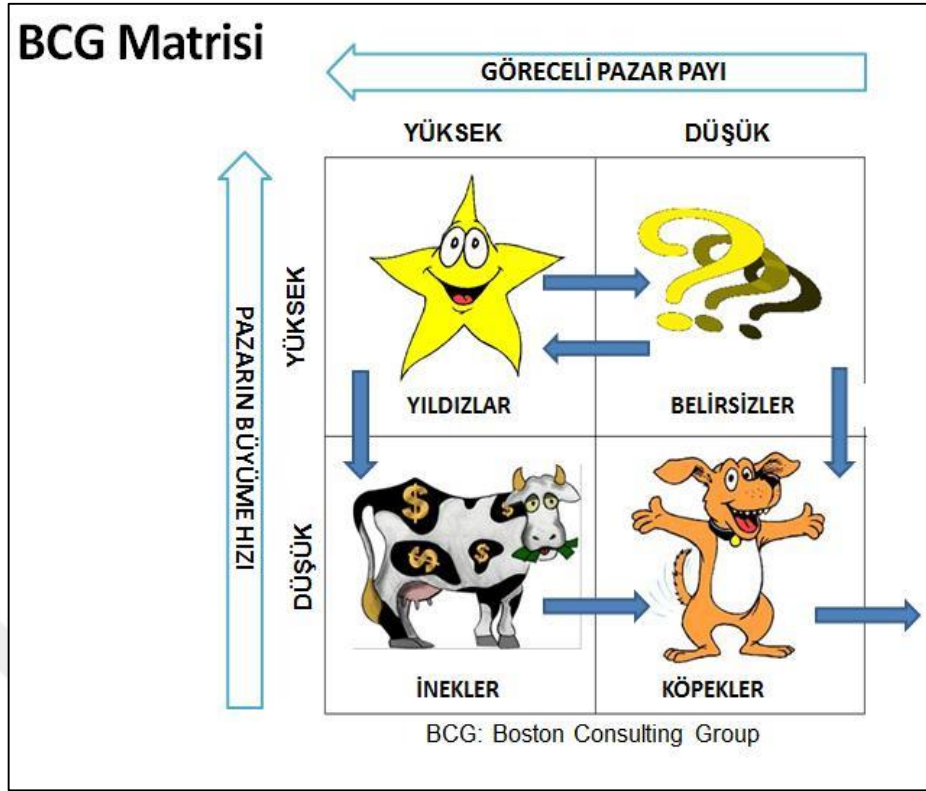 BCG Matrisi
GÖRECELİ PAZAR PAYI
YÜKSEK
DÜŞÜK
PAZARIN BÜYÜME HIZI
YÜKSEK
YILDIZLAR
BELİRSİZLER
DÜŞÜK
$ $ $ $
İNEKLER
KÖPEKLER
BCG: Boston Consulting Group